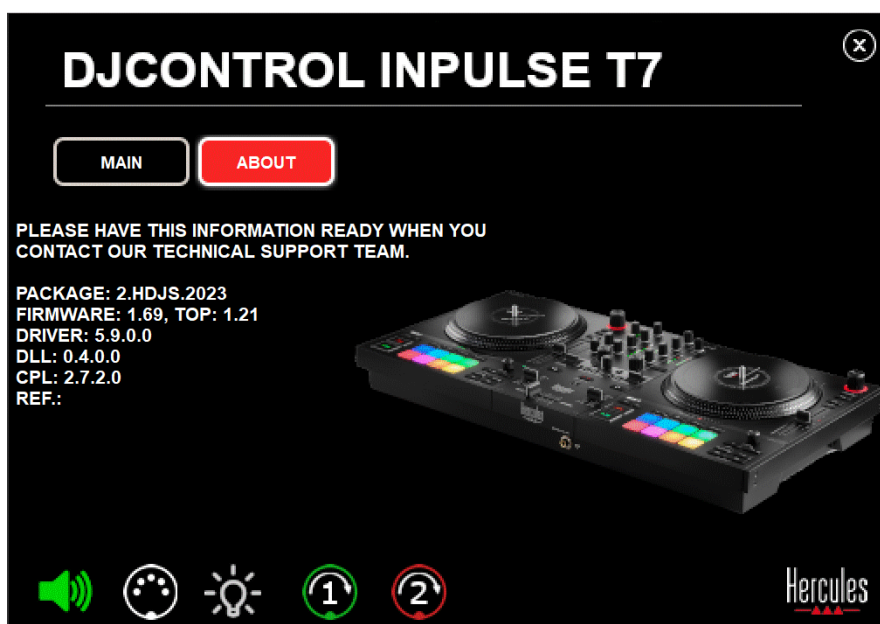 DJCONTROL INPULSE T7
MAIN
ABOUT
PLEASE HAVE THIS INFORMATION READY WHEN YOU
CONTACT OUR TECHNICAL SUPPORT TEAM.
PACKAGE: 2.HDJS.2023
FIRMWARE: 1.69, TOP: 1.21
DRIVER: 5.9.0.0
DLL: 0.4.0.0
CPL: 2.7.2.0
REF.:
1
2
Hercules